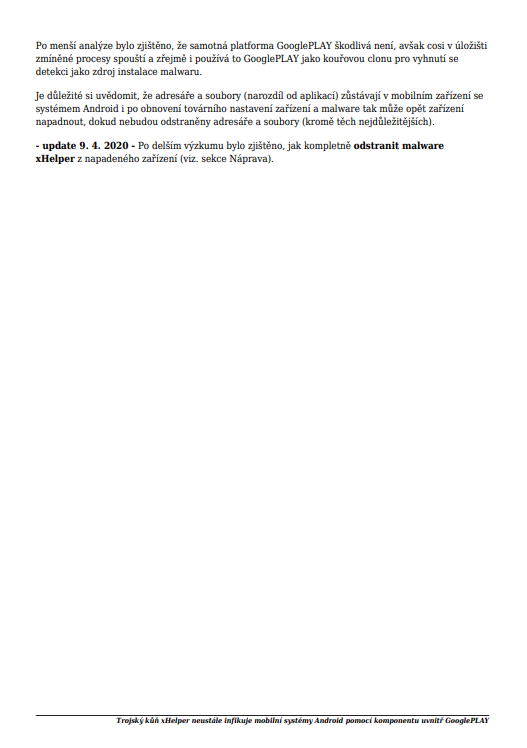 Po menší analýze bylo zjištěno, že samotná platforma GooglePLAY škodlivá není, avšak cosi v úložišti
zmíněné procesy spouští a zřejmě i používá to GooglePLAY jako kouřovou clonu pro vyhnutí se
detekci jako zdroj instalace malwaru.
Je důležité si uvědomit, že adresáře a soubory (narozdíl od aplikací) zůstávají v mobilním zařízení se
systémem Android i po obnovení továrního nastavení zařízení a malware tak může opět zařízení
napadnout, dokud nebudou odstraněny adresáře a soubory (kromě těch nejdůležitějších).
- update 9. 4. 2020 - Po delším výzkumu bylo zjištěno, jak kompletně odstranit malware
xHelper z napadeného zařízení (viz. sekce Náprava).
Trojský kůň xHelper neustále infikuje mobilní systémy Android pomocí komponentu uvnitř GooglePLAY